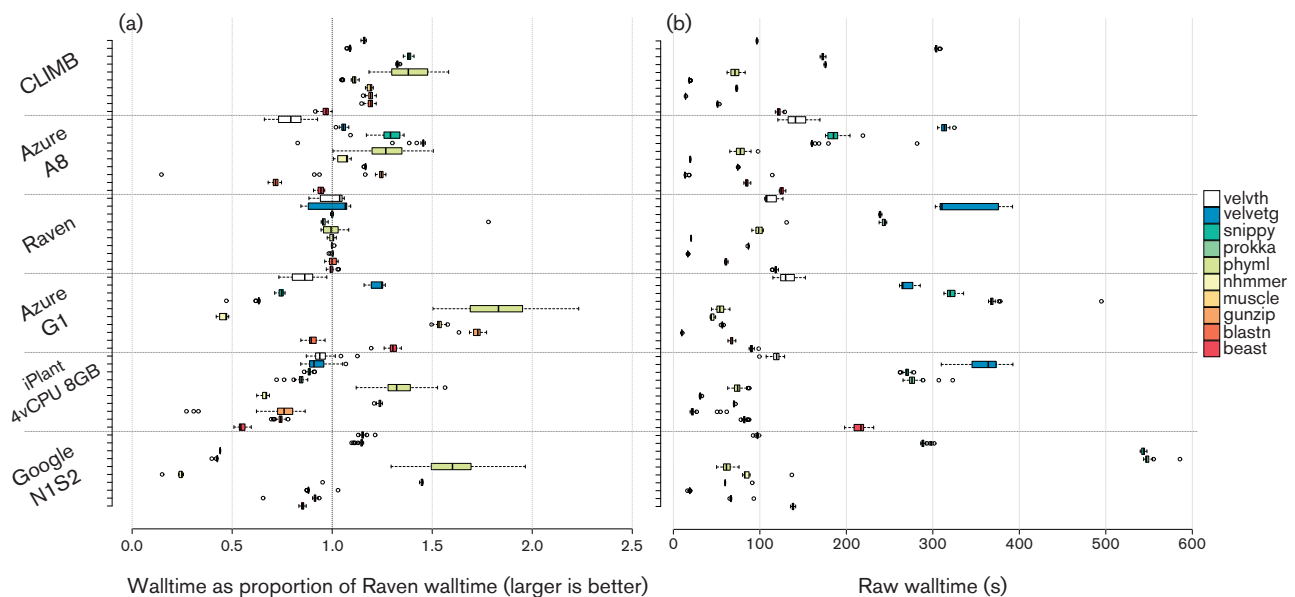 (a)
(b)
CLIMB
Azure
A8
Raven
Azure
G1
iPlant
4vCPU 8GB
Google
N1S2
velvth
velvetg
snippy
prokka
phyml
nhmmer
muscle
gunzip
blastn
beast
0.0 0.5 1.0 1.5 2.0 2.5
0 100 200 300 400 500 600
Walltime as proportion of Raven walltime (larger is better)
Raw walltime (s)